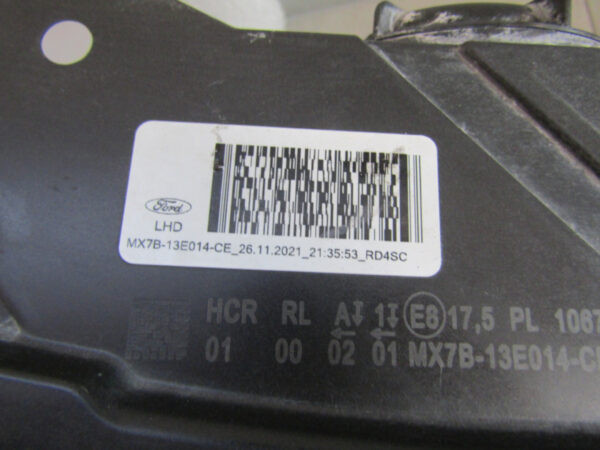 Ford
LHD
MX7B-13E014-CE_26.11.2021_21:35:53_RD4SC
HCR RL A 1 E8 17,5 PL 1067
01 00 02 01 MX7B-13E014-CE